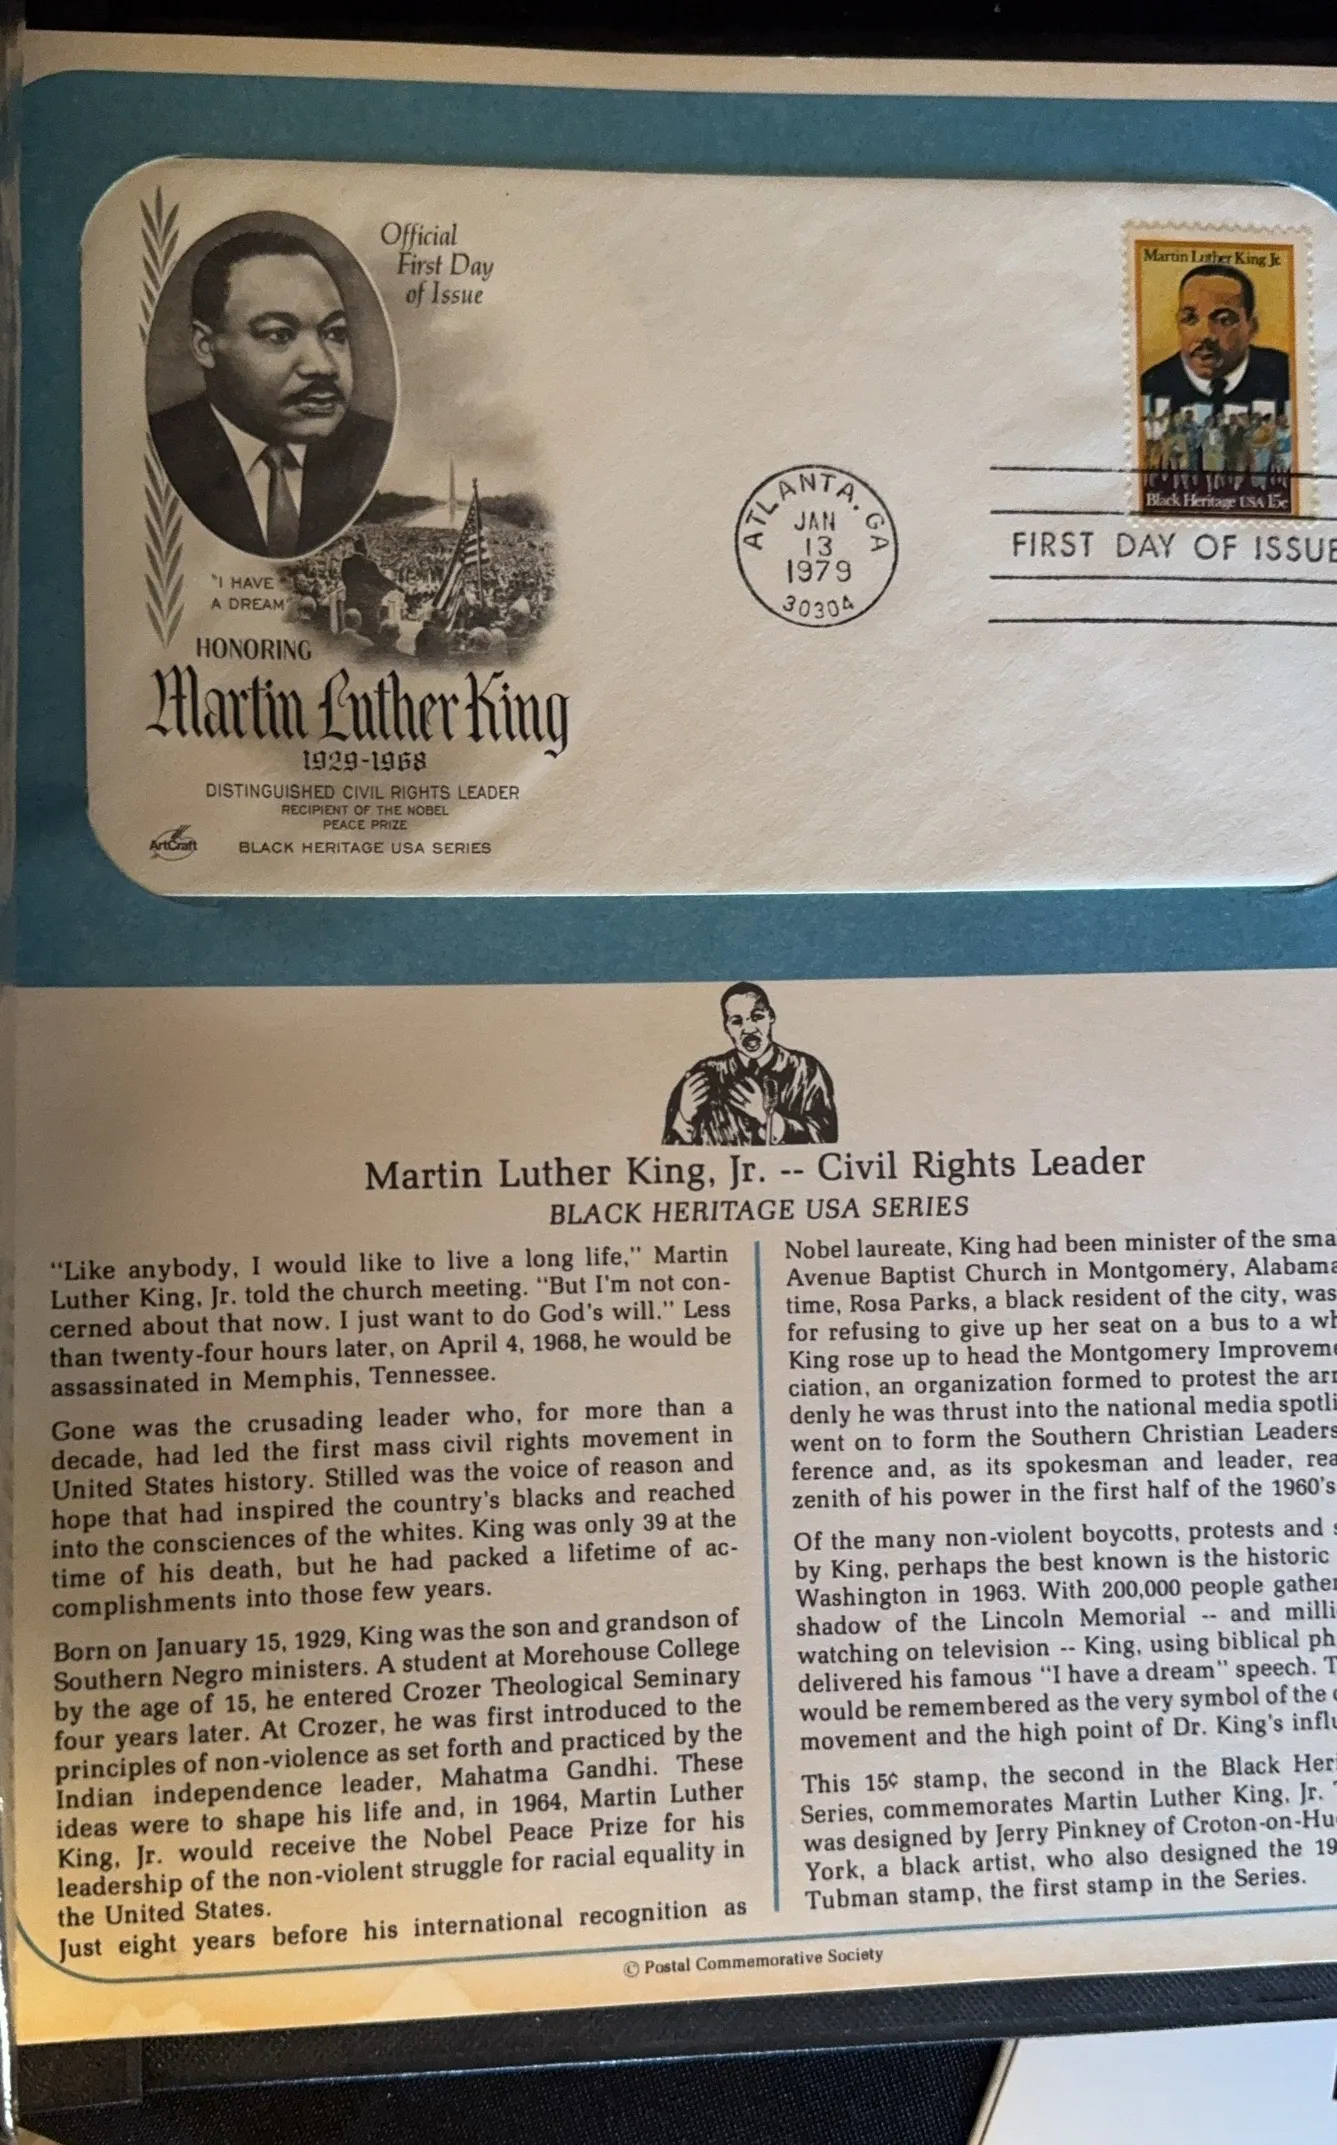 Official
First Day
of Issue
Martin Luther King Jr.
Black Heritage USA 15c
ATLANTA, GA
JAN
13
1979
30304
FIRST DAY OF ISSUE
"I HAVE
A DREAM"
HONORING
Martin Luther King
1929-1968
DISTINGUISHED CIVIL RIGHTS LEADER
RECIPIENT OF THE NOBEL
PEACE PRIZE
ArtCraft
BLACK HERITAGE USA SERIES
Martin Luther King, Jr. -- Civil Rights Leader
BLACK HERITAGE USA SERIES
"Like anybody, I would like to live a long life," Martin
Luther King, Jr. told the church meeting. "But I'm not con-
cerned about that now. I just want to do God's will." Less
than twenty-four hours later, on April 4, 1968, he would be
assassinated in Memphis, Tennessee.
Gone was the crusading leader who, for more than a
decade, had led the first mass civil rights movement in
United States history. Stilled was the voice of reason and
hope that had inspired the country's blacks and reached
into the consciences of the whites. King was only 39 at the
time of his death, but he had packed a lifetime of ac-
complishments into those few years.
Born on January 15, 1929, King was the son and grandson of
Southern Negro ministers. A student at Morehouse College
by the age of 15, he entered Crozer Theological Seminary
four years later. At Crozer, he was first introduced to the
principles of non-violence as set forth and practiced by the
Indian independence leader, Mahatma Gandhi. These
ideas were to shape his life and, in 1964, Martin Luther
King, Jr. would receive the Nobel Peace Prize for his
leadership of the non-violent struggle for racial equality in
the United States.
Just eight years before his international recognition as
Nobel laureate, King had been minister of the sma
Avenue Baptist Church in Montgomery, Alabama
time, Rosa Parks, a black resident of the city, was
for refusing to give up her seat on a bus to a wh
King rose up to head the Montgomery Improveme
ciation, an organization formed to protest the arr
denly he was thrust into the national media spotli
went on to form the Southern Christian Leaders
ference and, as its spokesman and leader, rea
zenith of his power in the first half of the 1960's
Of the many non-violent boycotts, protests and s
by King, perhaps the best known is the historic
Washington in 1963. With 200,000 people gather
shadow of the Lincoln Memorial -- and milli
watching on television -- King, using biblical ph
delivered his famous "I have a dream" speech. T
would be remembered as the very symbol of the c
movement and the high point of Dr. King's influ
This 15¢ stamp, the second in the Black Her
Series, commemorates Martin Luther King, Jr. T
was designed by Jerry Pinkney of Croton-on-Hu
York, a black artist, who also designed the 19
Tubman stamp, the first stamp in the Series.
© Postal Commemorative Society